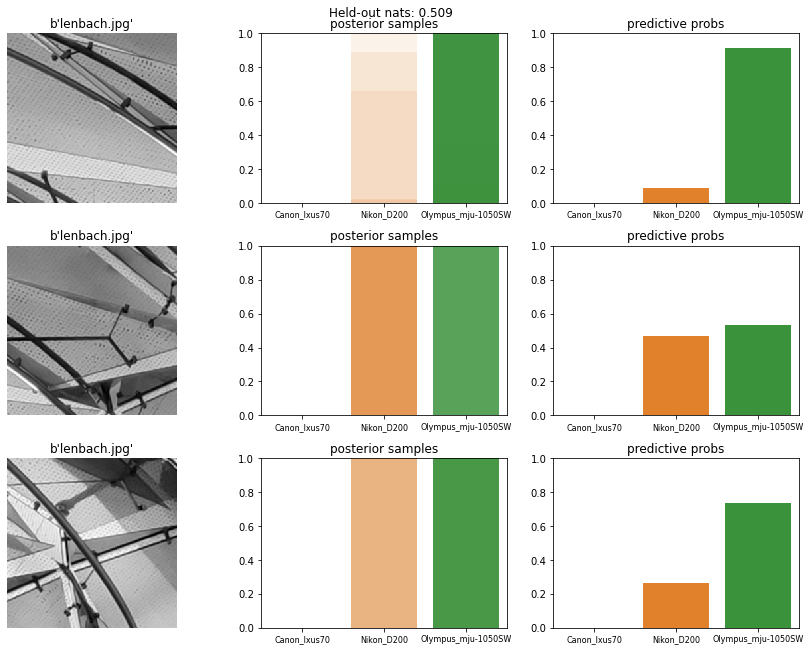 Held-out nats: 0.509
b'lenbach.jpg'
posterior samples
predictive probs
1.0
0.8
0.6
0.4
0.2
0.0
Canon_Ixus70
Nikon_D200
Olympus_mju-1050SW
1.0
0.8
0.6
0.4
0.2
0.0
Canon_Ixus70
Nikon_D200
Olympus_mju-1050SW
b'lenbach.jpg'
posterior samples
predictive probs
1.0
0.8
0.6
0.4
0.2
0.0
Canon_Ixus70
Nikon_D200
Olympus_mju-1050SW
1.0
0.8
0.6
0.4
0.2
0.0
Canon_Ixus70
Nikon_D200
Olympus_mju-1050SW
b'lenbach.jpg'
posterior samples
predictive probs
1.0
0.8
0.6
0.4
0.2
0.0
Canon_Ixus70
Nikon_D200
Olympus_mju-1050SW
1.0
0.8
0.6
0.4
0.2
0.0
Canon_Ixus70
Nikon_D200
Olympus_mju-1050SW